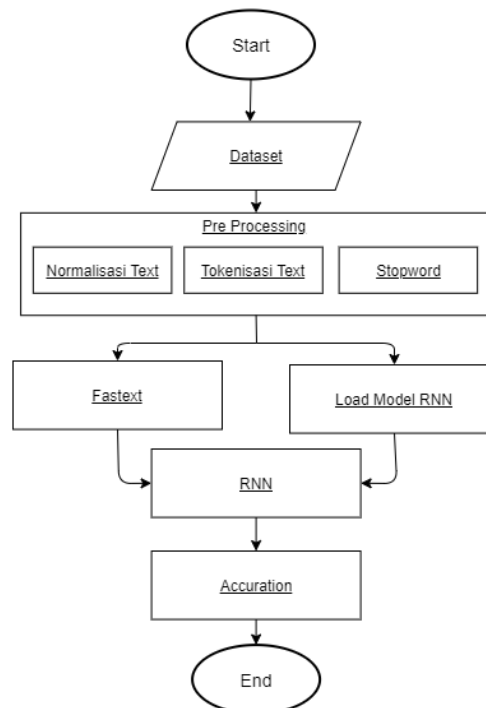 Start
Dataset
Pre Processing
Normalisasi Text
Tokenisasi Text
Stopword
Fastext
Load Model RNN
RNN
Accuration
End